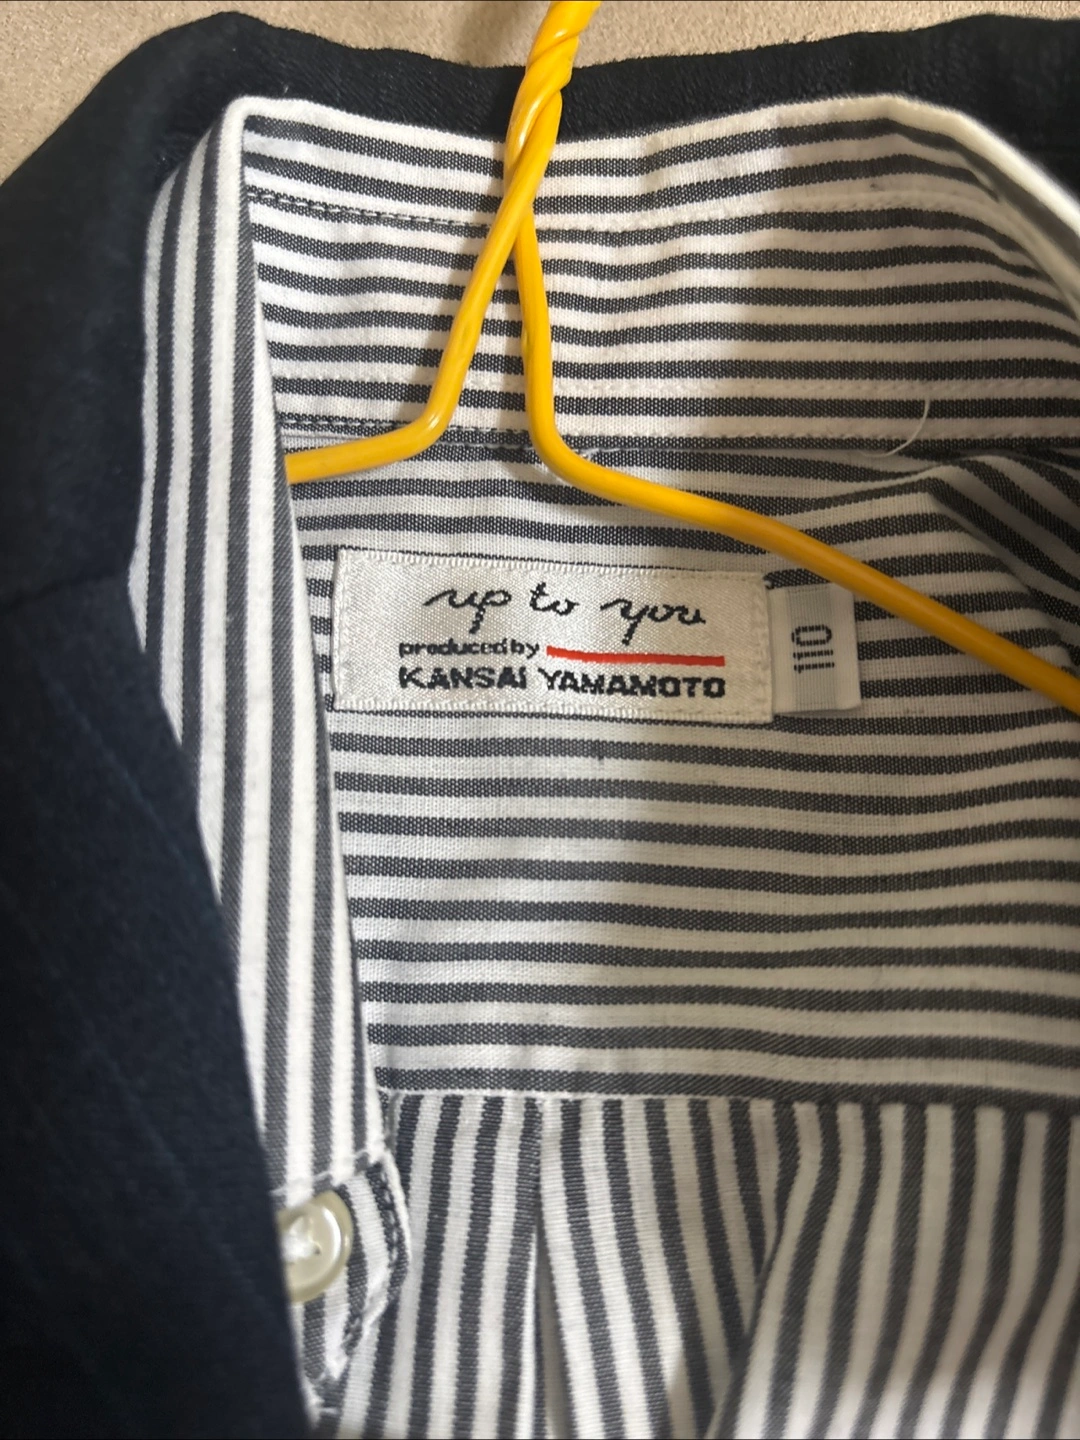 up to you
produced by
KANSAI YAMAMOTO
110